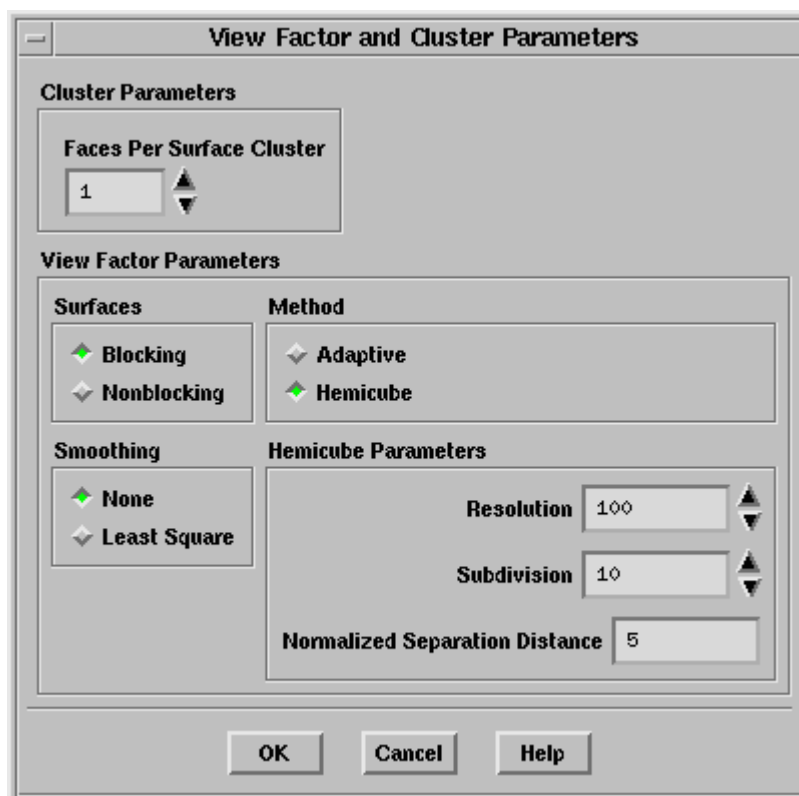 View Factor and Cluster Parameters
Cluster Parameters
Faces Per Surface Cluster
1
View Factor Parameters
Surfaces
Blocking
Nonblocking
Method
Adaptive
Hemicube
Smoothing
None
Least Square
Hemicube Parameters
Resolution 100
Subdivision 10
Normalized Separation Distance 5
OK Cancel Help